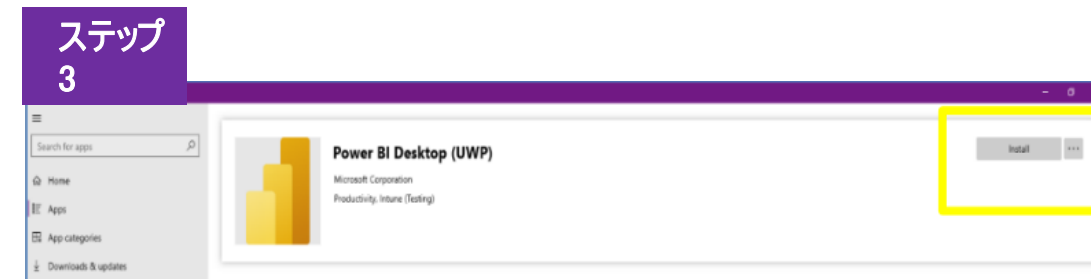 ステップ
3
Search for apps
Home
Apps
App categories
Downloads & updates
Power BI Desktop (UWP)
Microsoft Corporation
Productivity, Intune (Testing)
Install